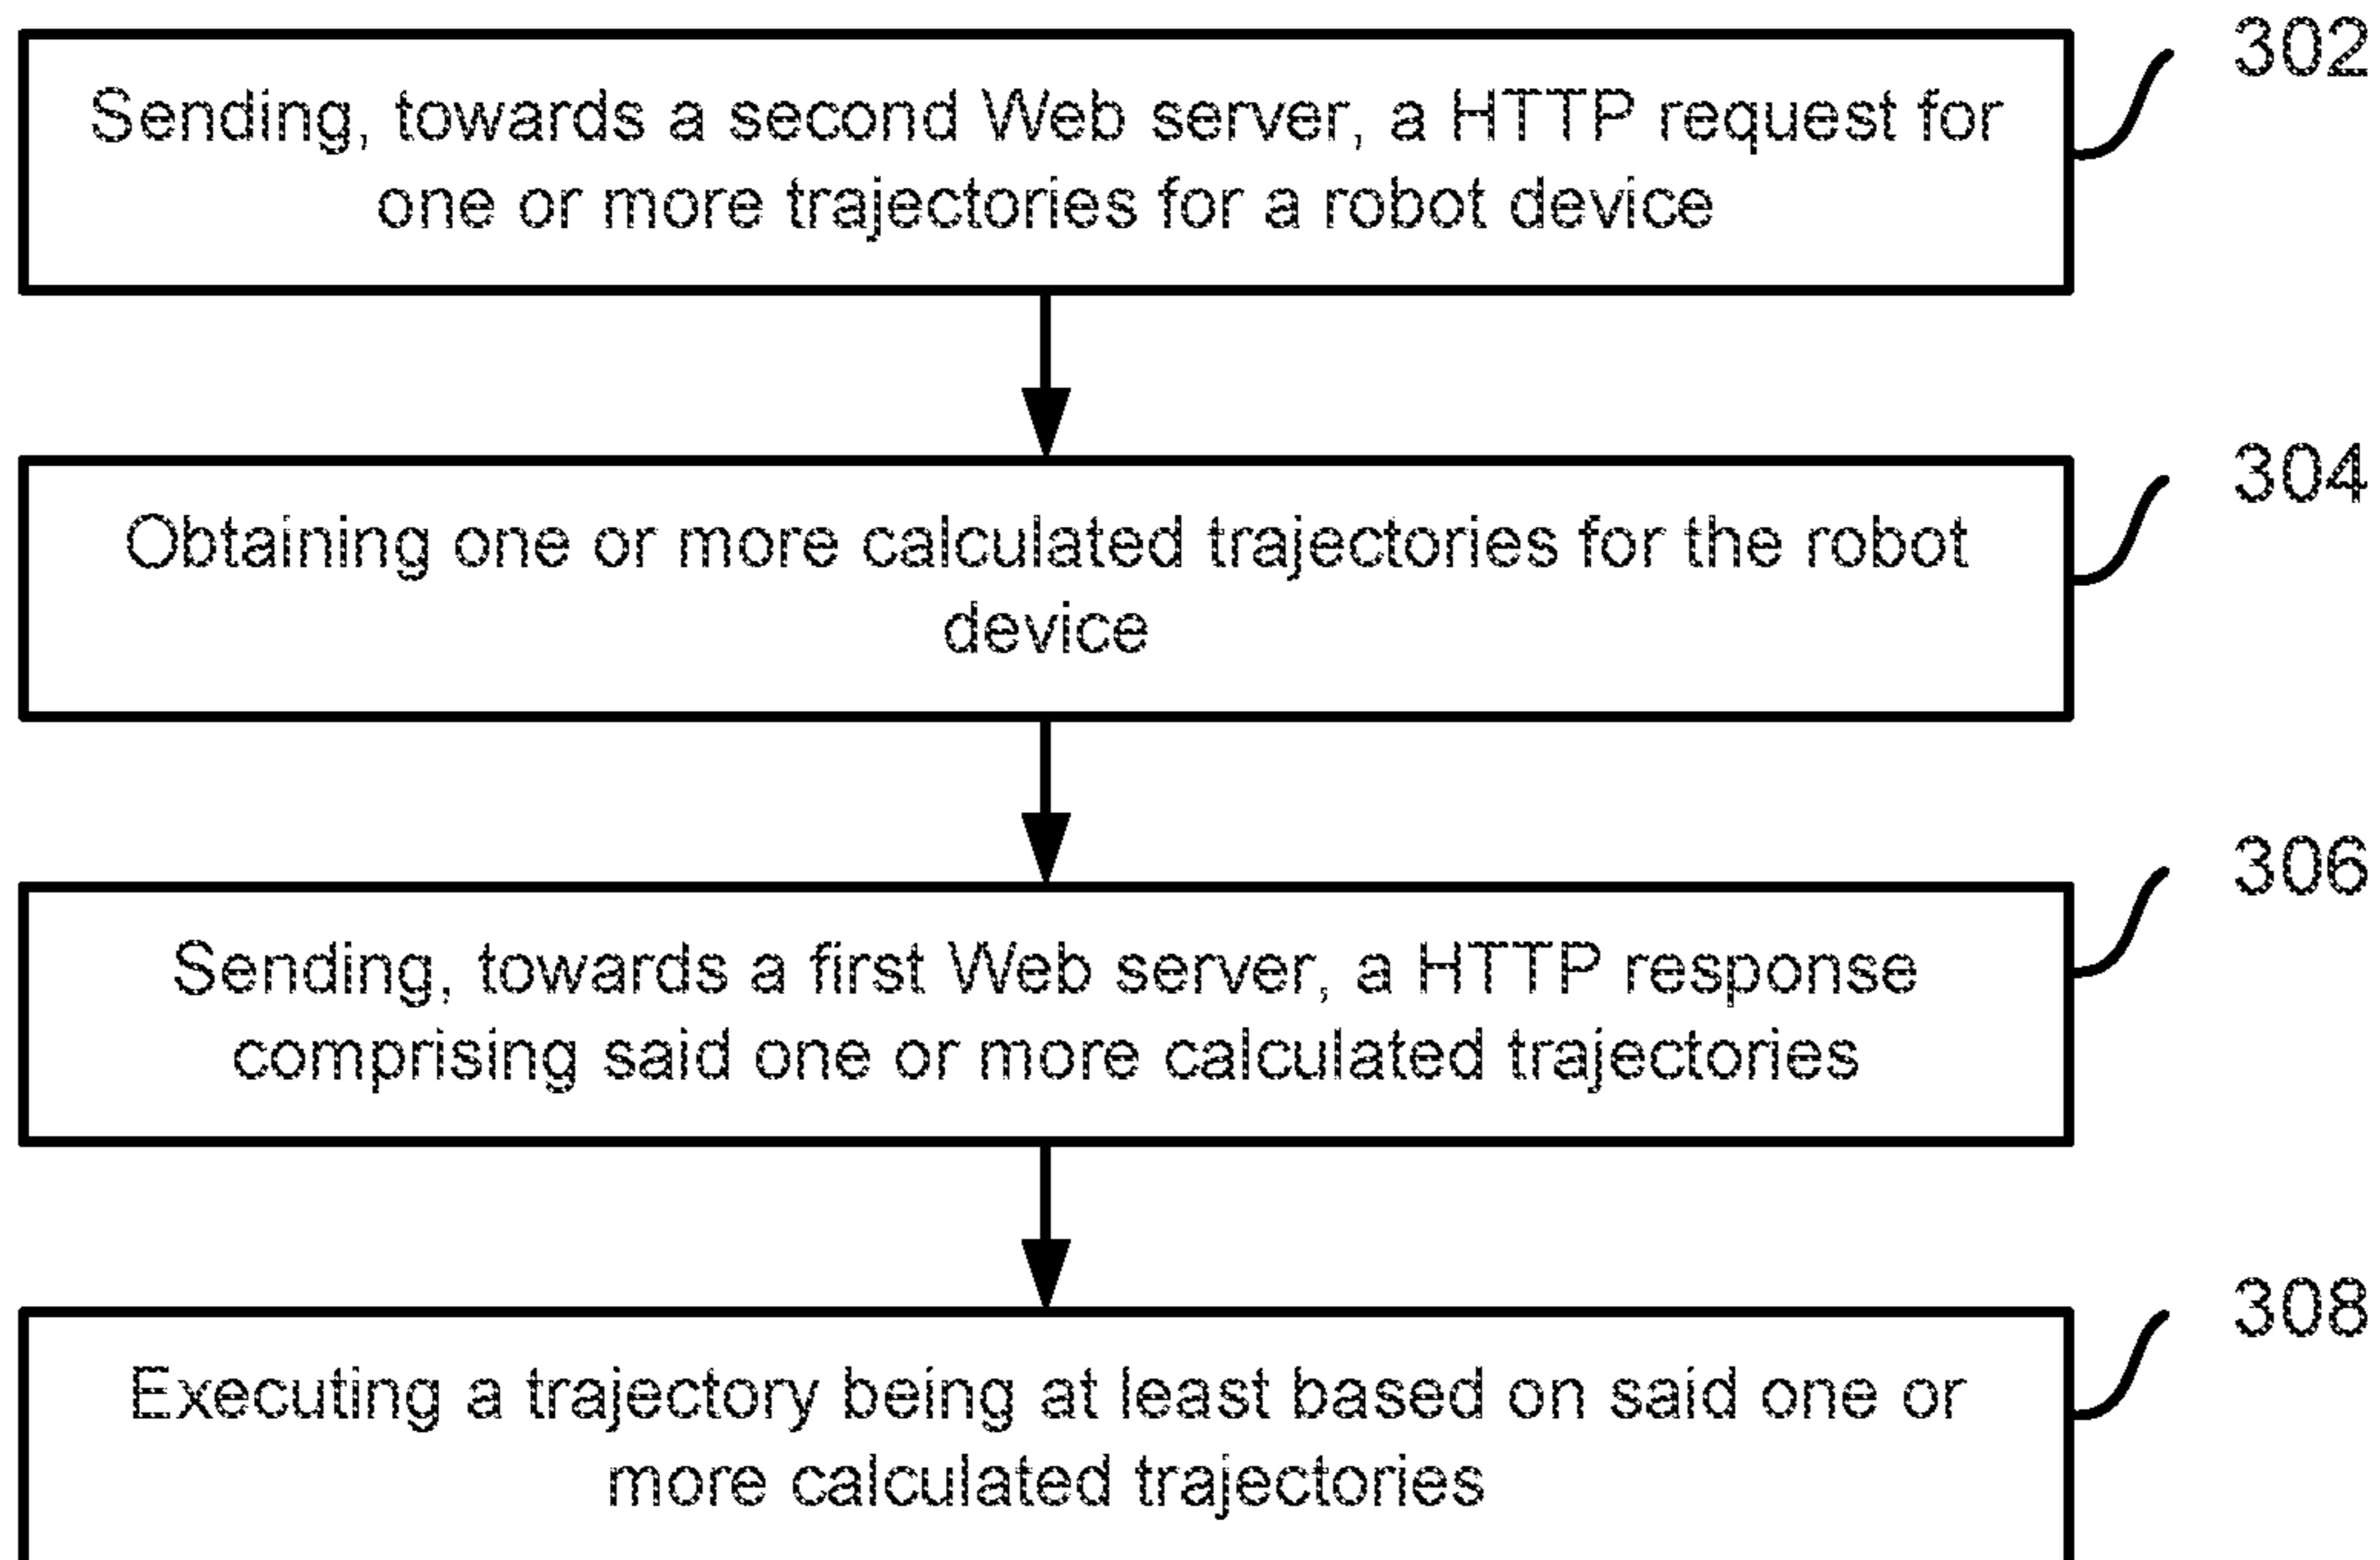 302
Sending, towards a second Web server, a HTTP request for
one or more trajectories for a robot device
304
Obtaining one or more calculated trajectories for the robot
device
306
Sending, towards a first Web server, a HTTP response
comprising said one or more calculated trajectories
308
Executing a trajectory being at least based on said one or
more calculated trajectories